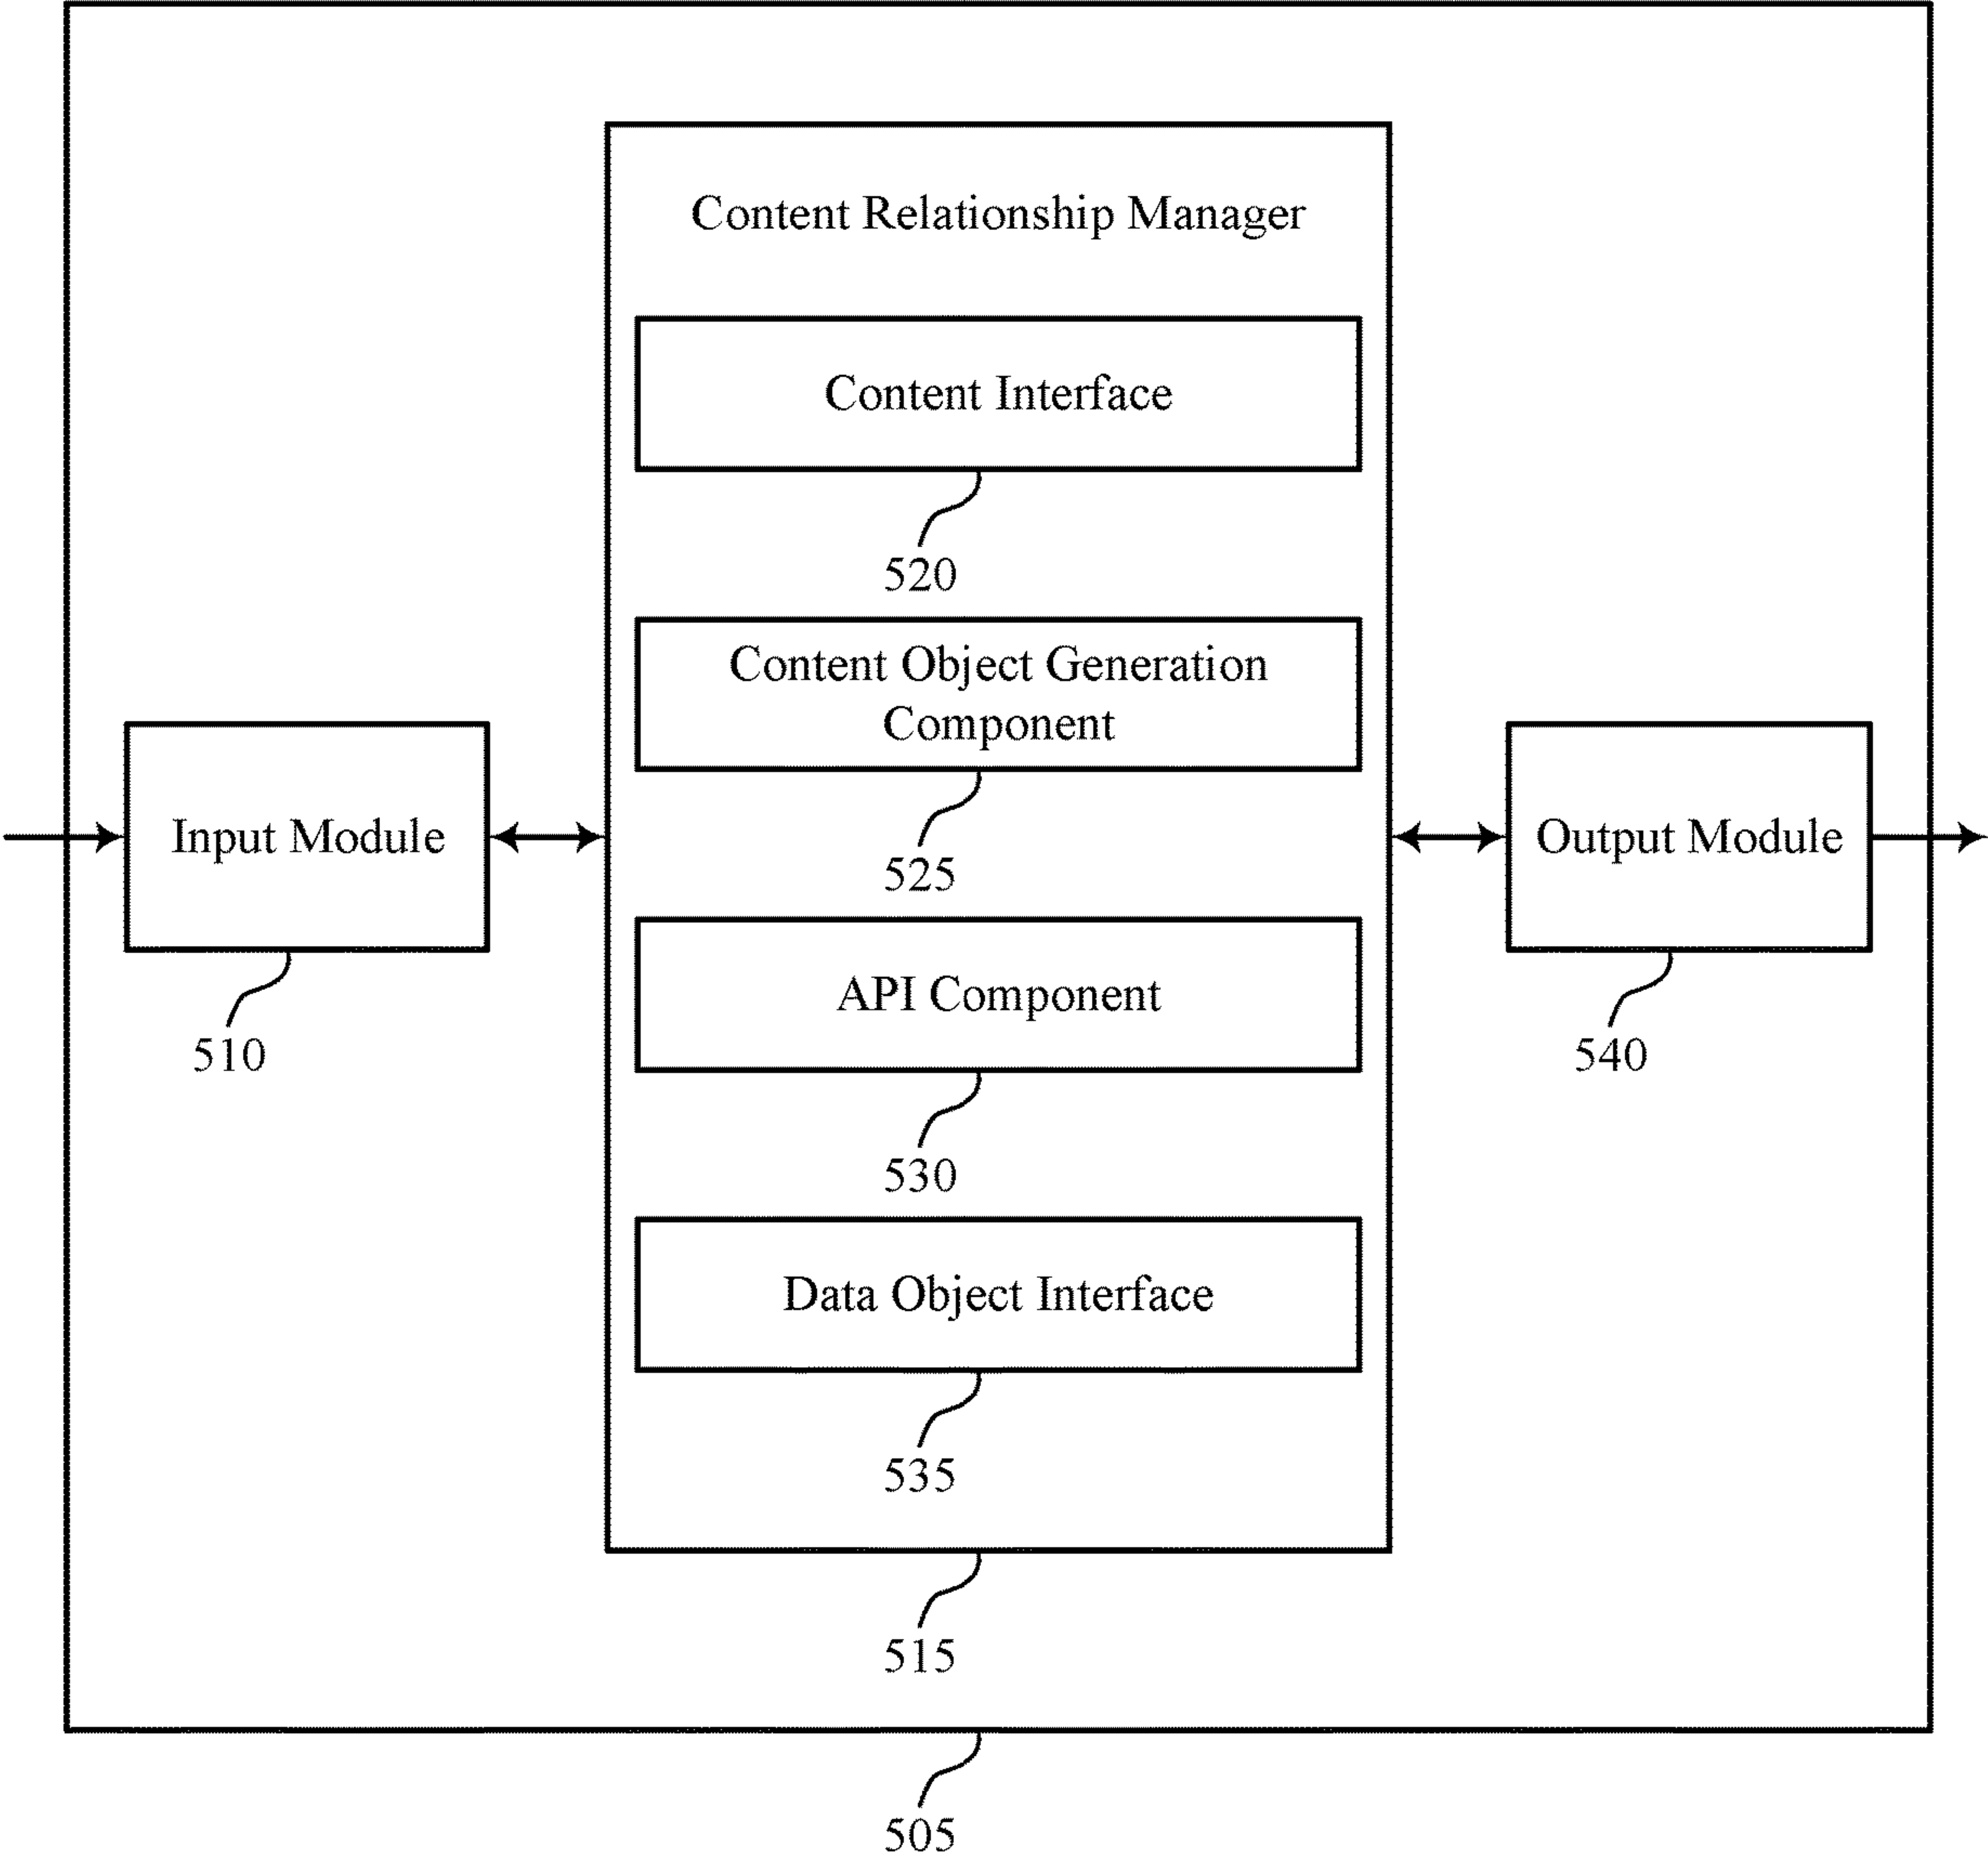 Content Relationship Manager
Content Interface
520
Content Object Generation
Component
525
Input Module
510
Output Module
540
API Component
530
Data Object Interface
535
515
505